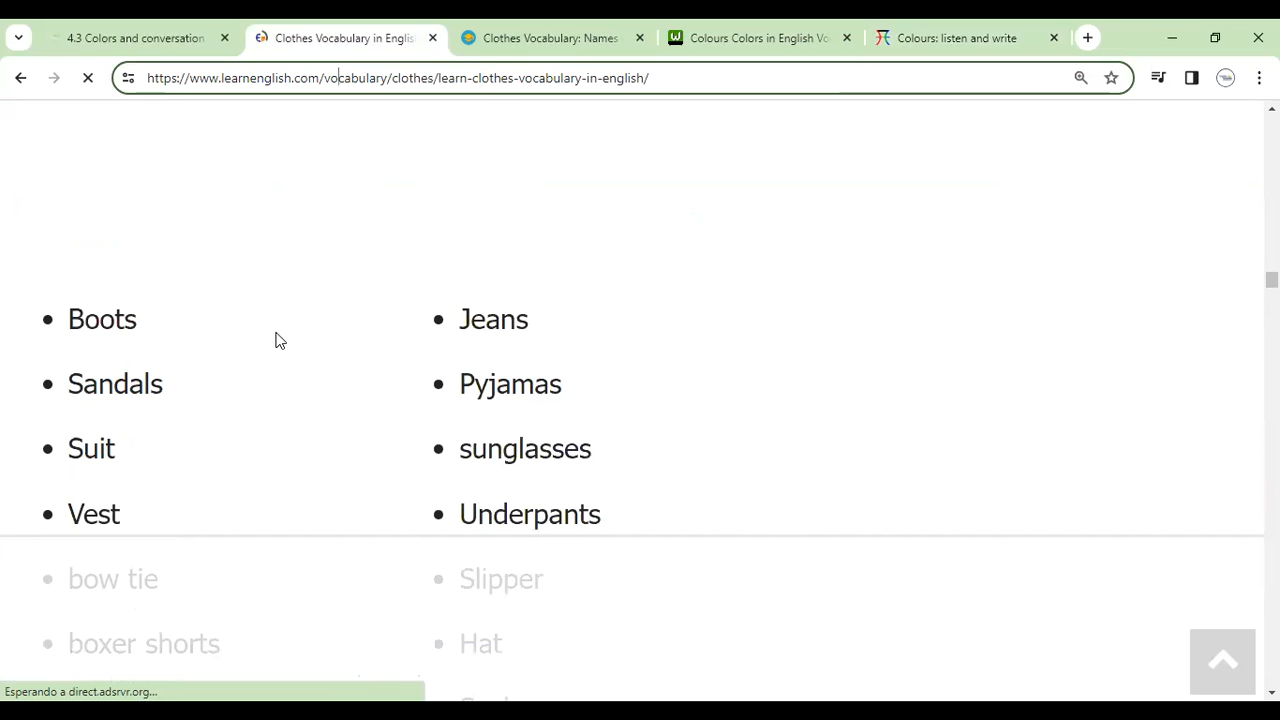 4.3 Colors and conversation
Clothes Vocabulary in Englis
Clothes Vocabulary: Names
Colours Colors in English Vo
Colours: listen and write
https://www.learnenglish.com/vocabulary/clothes/learn-clothes-vocabulary-in-english/
• Boots
• Jeans
• Sandals
• Pyjamas
• Suit
• sunglasses
• Vest
• Underpants
• bow tie
• Slipper
• boxer shorts
• Hat
Esperando a direct.adsrvr.org...